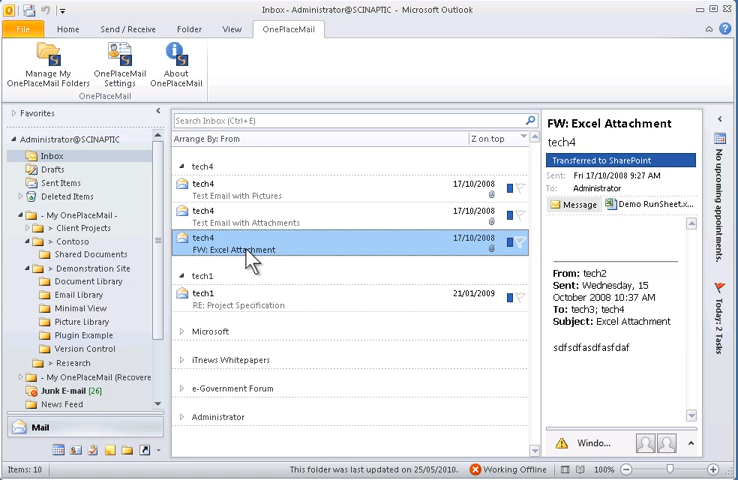 Inbox - Administrator@SCINAPTIC - Microsoft Outlook
File Home Send / Receive Folder View OnePlaceMail
Manage My OnePlaceMail Folders
OnePlaceMail Settings
About OnePlaceMail
OnePlaceMail
Favorites
Administrator@SCINAPTIC
Inbox
Drafts
Sent Items
Deleted Items
- My OnePlaceMail -
> Client Projects
> Contoso
Shared Documents
> Demonstration Site
Document Library
Email Library
Minimal View
Picture Library
Plugin Example
Version Control
> Research
- My OnePlaceMail (Recovere
Junk E-mail [26]
News Feed
Mail
Search Inbox (Ctrl+E)
Arrange By: From Z on top
tech4
tech4 17/10/2008
Test Email with Pictures
tech4 17/10/2008
Test Email with Attachments
tech4 17/10/2008
FW: Excel Attachment
tech1
tech1 21/01/2009
RE: Project Specification
Microsoft
iTnews Whitepapers
e-Government Forum
Administrator
FW: Excel Attachment
tech4
Transferred to SharePoint
Sent: Fri 17/10/2008 9:27 AM
To: Administrator
Message Demo RunSheet.x...
From: tech2
Sent: Wednesday, 15
October 2008 10:37 AM
To: tech3; tech4
Subject: Excel Attachment
sdfsdfasdfasfdaf
Windo...
No upcoming appointments.
Today: 2 Tasks
Items: 10 This folder was last updated on 25/05/2010. Working Offline 100%